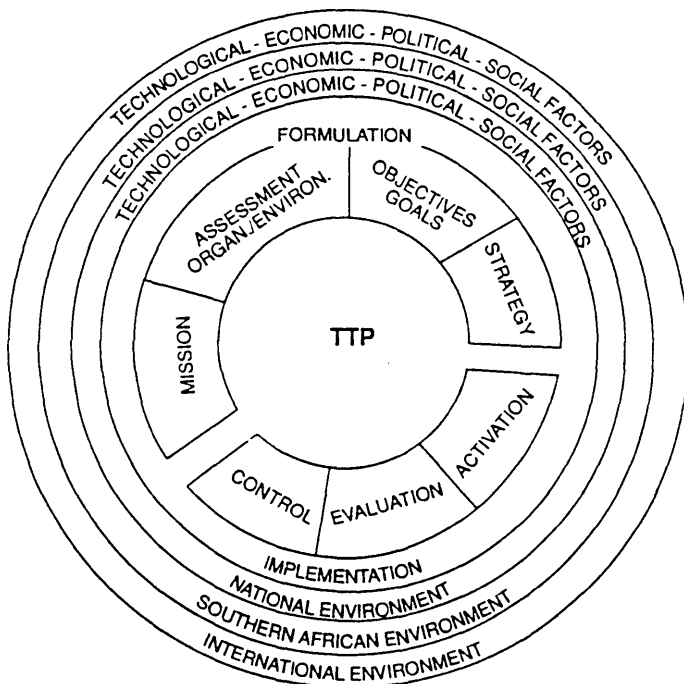 TECHNOLOGICAL - ECONOMIC - POLITICAL - SOCIAL FACTORS
TECHNOLOGICAL - ECONOMIC - POLITICAL - SOCIAL FACTORS
TECHNOLOGICAL - ECONOMIC - POLITICAL - SOCIAL FACTORS
FORMULATION
ASSESSMENT
ORGAN./ENVIRON.
OBJECTIVES
GOALS
STRATEGY
MISSION
TTP
ACTIVATION
CONTROL
EVALUATION
IMPLEMENTATION
NATIONAL ENVIRONMENT
SOUTHERN AFRICAN ENVIRONMENT
INTERNATIONAL ENVIRONMENT